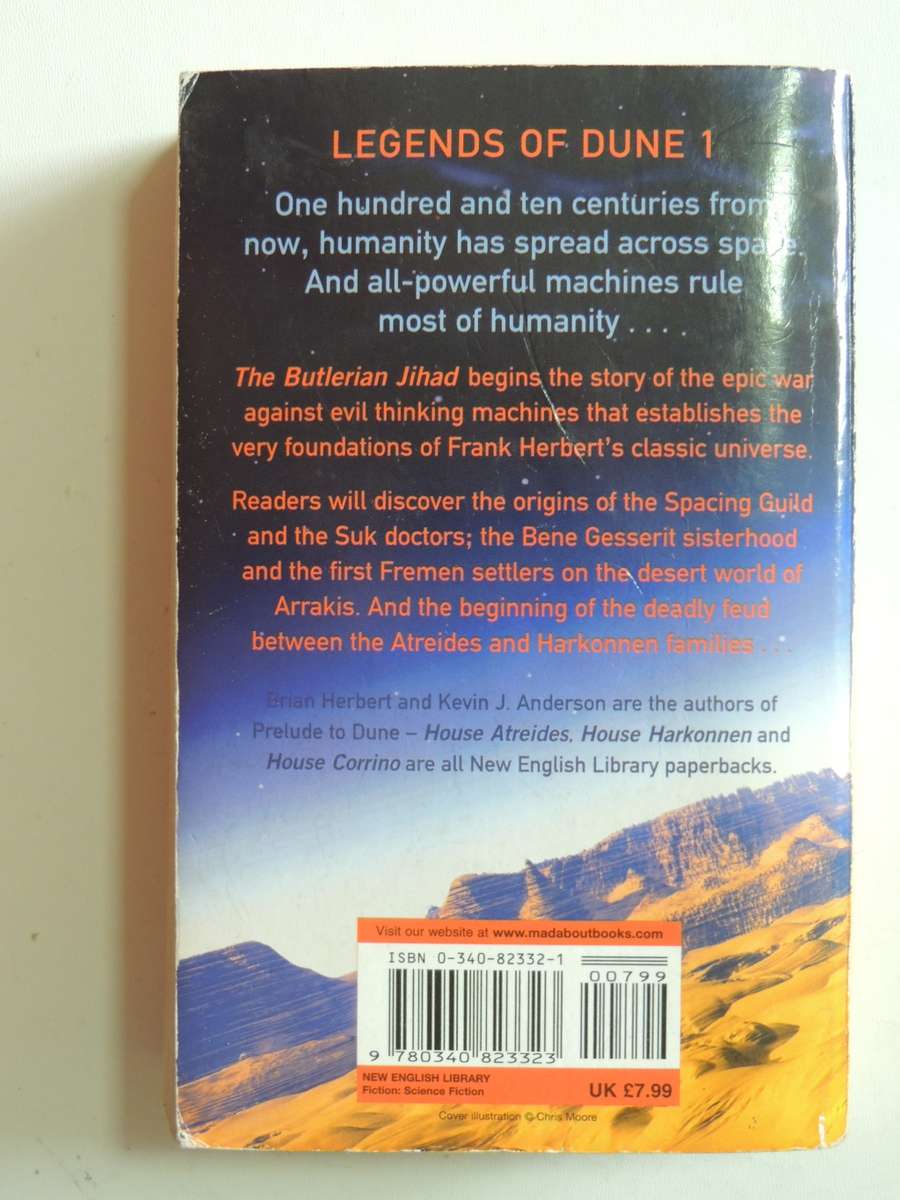 LEGENDS OF DUNE 1
One hundred and ten centuries from
now, humanity has spread across space.
And all-powerful machines rule
most of humanity . . . .
The Butlerian Jihad begins the story of the epic war
against evil thinking machines that establishes the
very foundations of Frank Herbert's classic universe.
Readers will discover the origins of the Spacing Guild
and the Suk doctors; the Bene Gesserit sisterhood
and the first Fremen settlers on the desert world of
Arrakis. And the beginning of the deadly feud
between the Atreides and Harkonnen families . . .
Brian Herbert and Kevin J. Anderson are the authors of
Prelude to Dune – House Atreides, House Harkonnen and
House Corrino are all New English Library paperbacks.
Visit our website at www.madaboutbooks.com
ISBN 0-340-82332-1
00799
9 780340 823323
NEW ENGLISH LIBRARY
Fiction: Science Fiction
UK £7.99
Cover illustration © Chris Moore